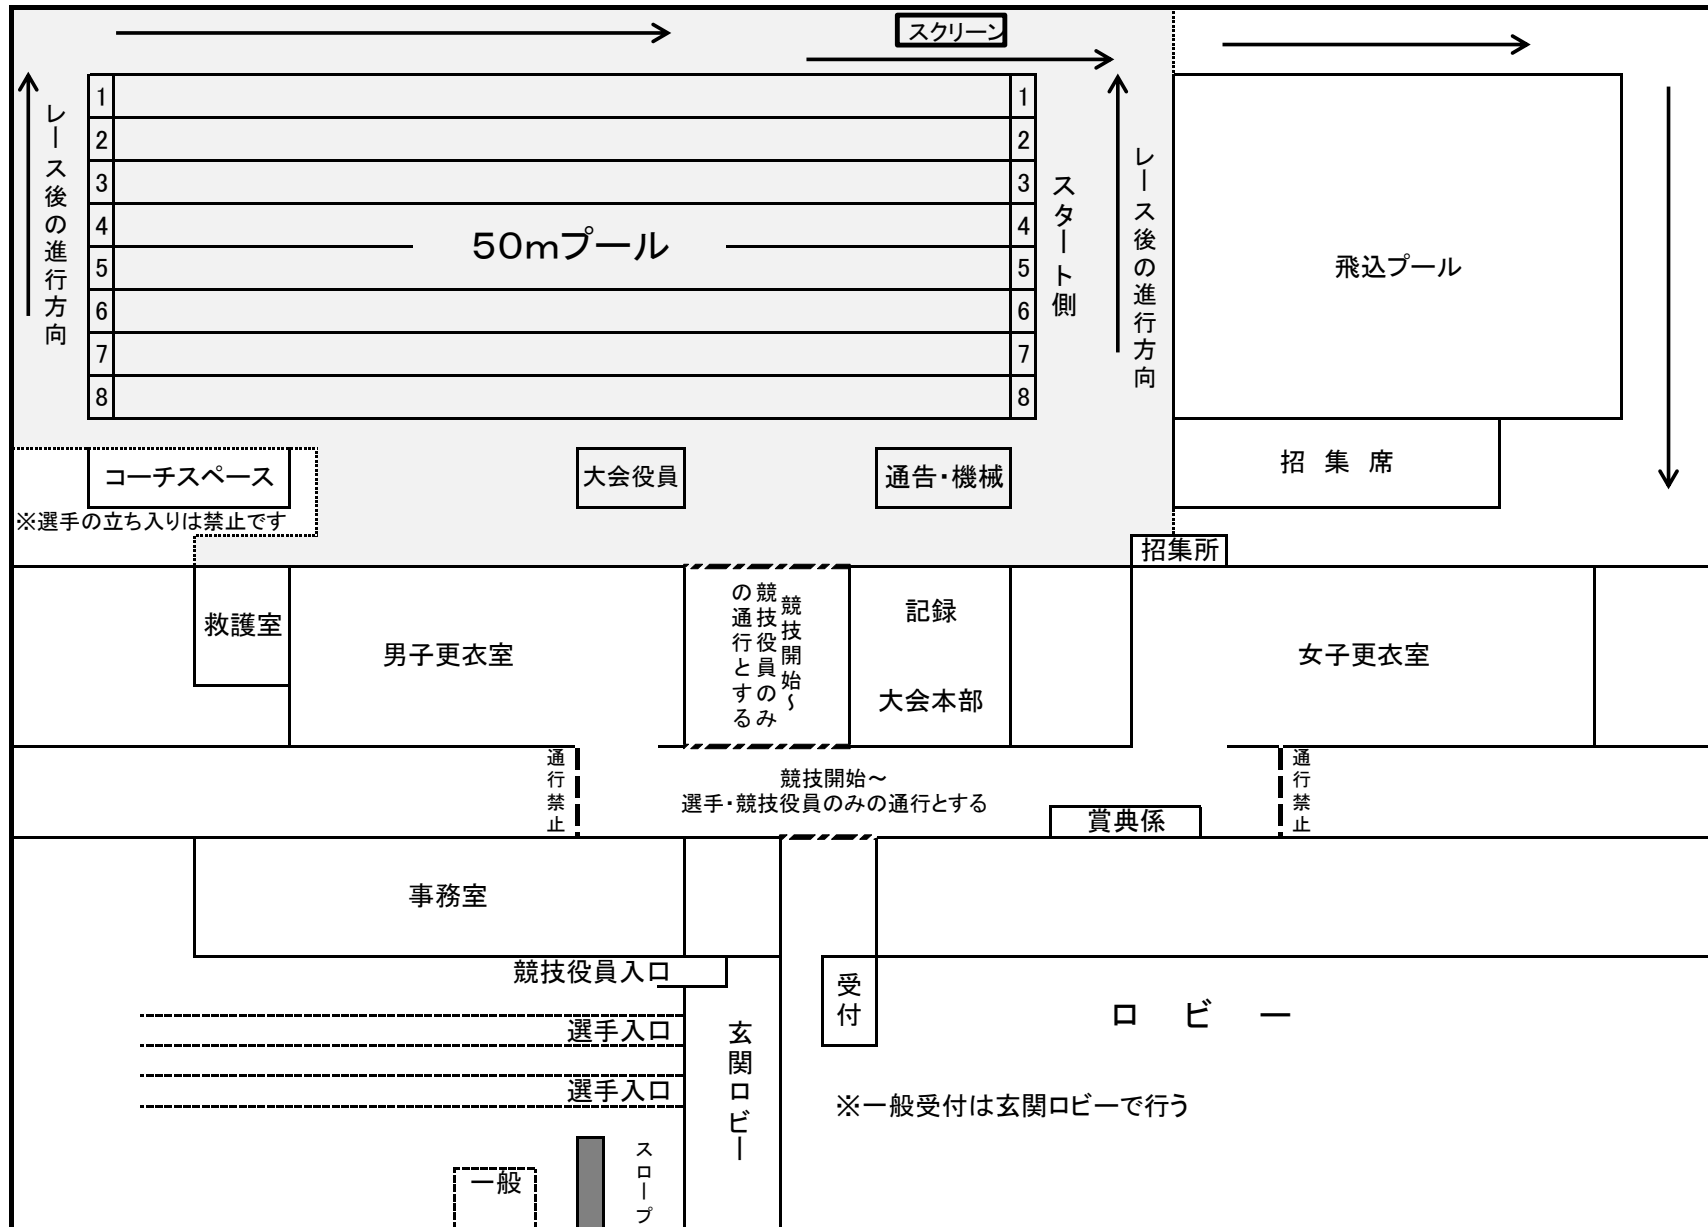 スクリーン
レース後の進行方向
1
2
3
4
5
6
7
8
50mプール
1
2
3
4
5
6
7
8
スタート側
レース後の進行方向
飛込プール
コーチスペース
大会役員
通告・機械
招集席
※選手の立ち入りは禁止です
招集所
救護室
男子更衣室
競技開始~
競技役員のみ
の通行とする
記録
大会本部
女子更衣室
通行禁止
競技開始~
選手・競技役員のみの通行とする
賞典係
通行禁止
事務室
競技役員入口
選手入口
選手入口
玄関ロビー
受付
ロビー
※一般受付は玄関ロビーで行う
一般
スロープ